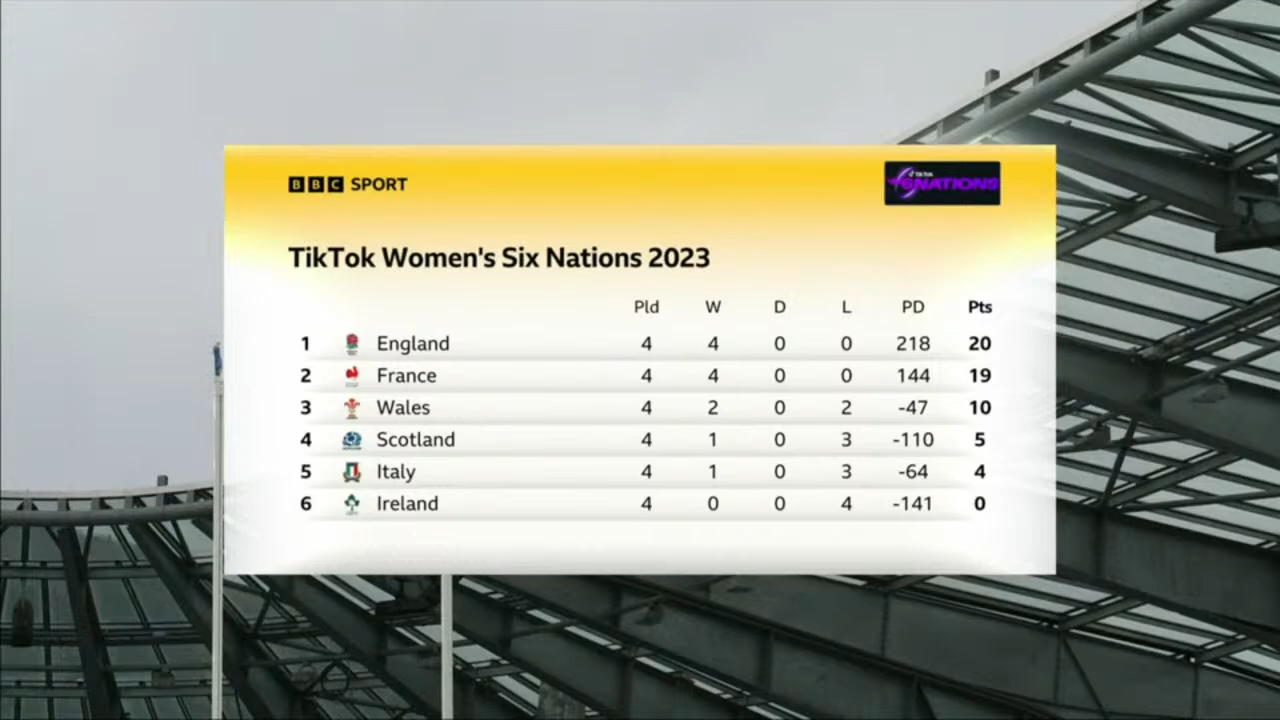 BBC SPORT
TikTok 6NATIONS
TikTok Women's Six Nations 2023
Pld W D L PD Pts
1 England 4 4 0 0 218 20
2 France 4 4 0 0 144 19
3 Wales 4 2 0 2 -47 10
4 Scotland 4 1 0 3 -110 5
5 Italy 4 1 0 3 -64 4
6 Ireland 4 0 0 4 -141 0